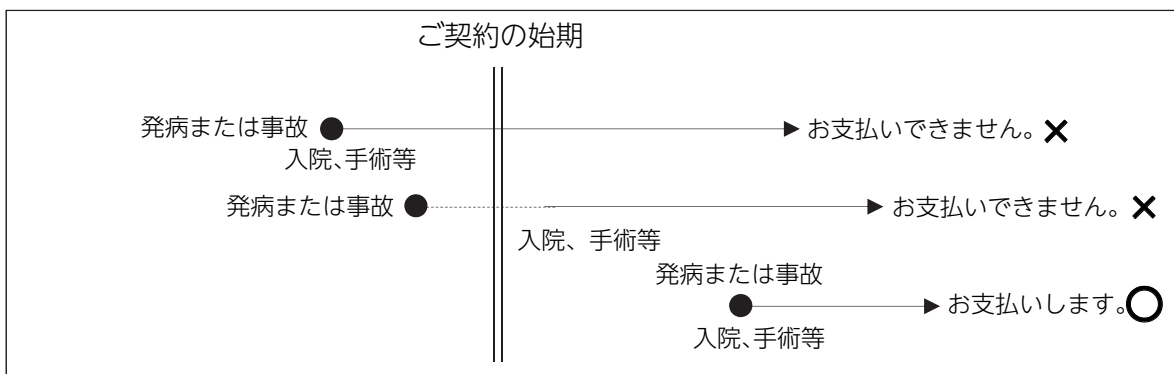 ご契約の始期
発病または事故
お支払いできません。
入院、手術等
発病または事故
お支払いできません。
入院、手術等
発病または事故
お支払いします。
入院、手術等